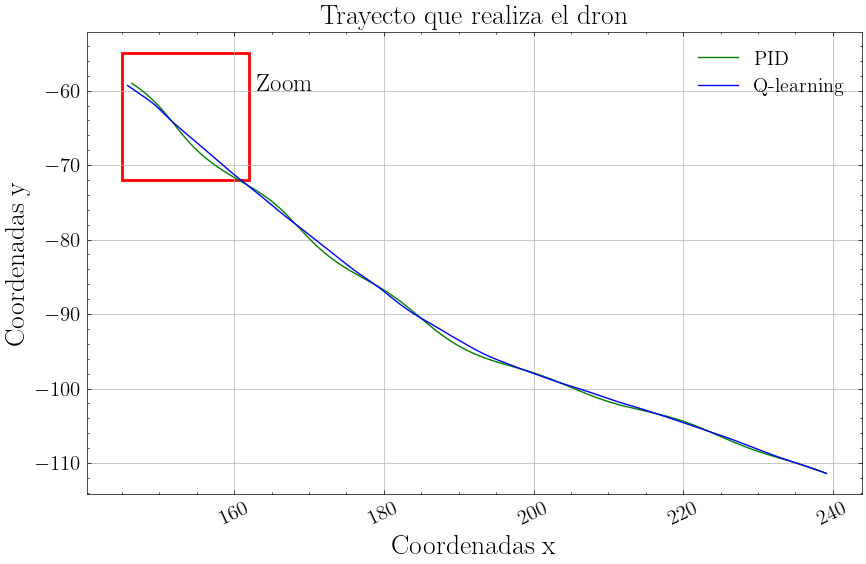 Trayecto que realiza el dron
PID
Q-learning
Zoom
Coordenadas y
−60
−70
−80
−90
−100
−110
160
180
200
220
240
Coordenadas x